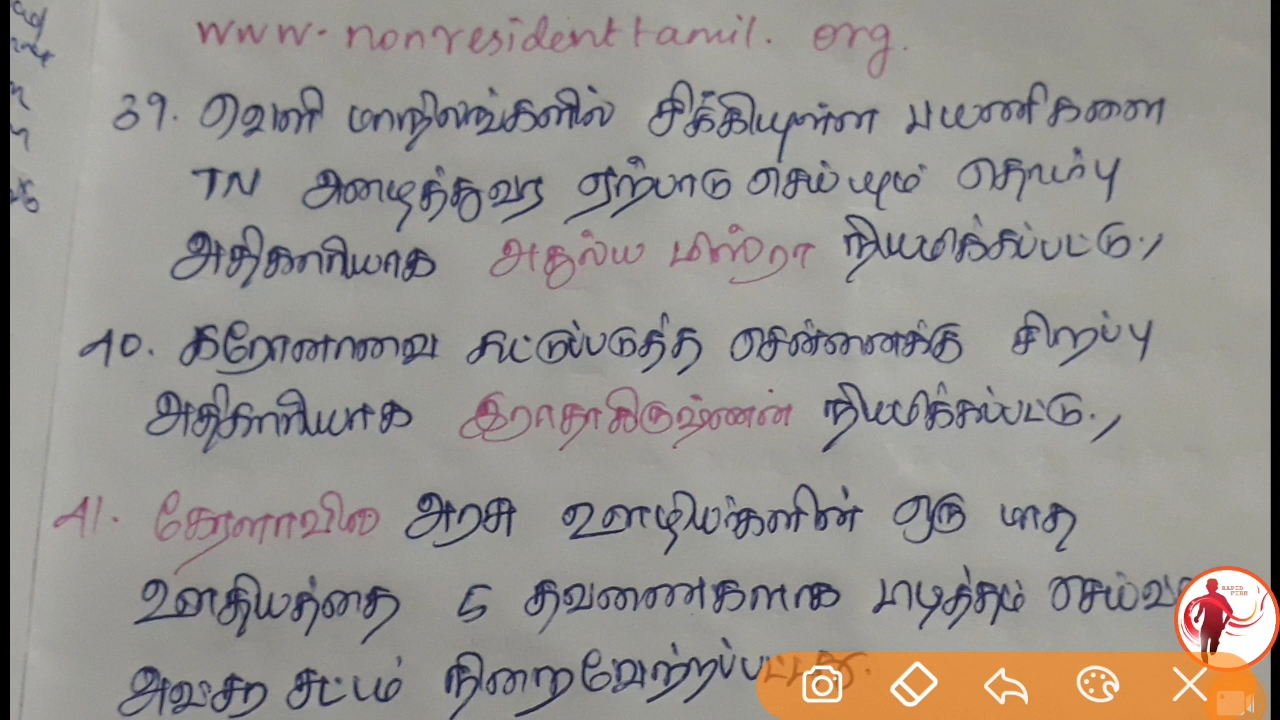 www.nonresidenttamil.org.
39. வெளி மாநிலங்களில் சிக்கியுள்ள பயணிகளை
TN அழைத்துவர ஏற்பாடு செய்யும் தொடர்பு
அதிகாரியாக அதுல்ய மிஸ்ரா நியமிக்கப்பட்டு.,
40. கரோனாவை கட்டுப்படுத்த சென்னைக்கு சிறப்பு
அதிகாரியாக இராதாகிருஷ்ணன் நியமிக்கப்பட்டு.,
41. கேரளாவில் அரசு ஊழியர்களின் ஒரு மாத
ஊதியத்தை 5 தவணைகளாக பிடித்தம்
அவசர சட்டம்
RAPID FIRE